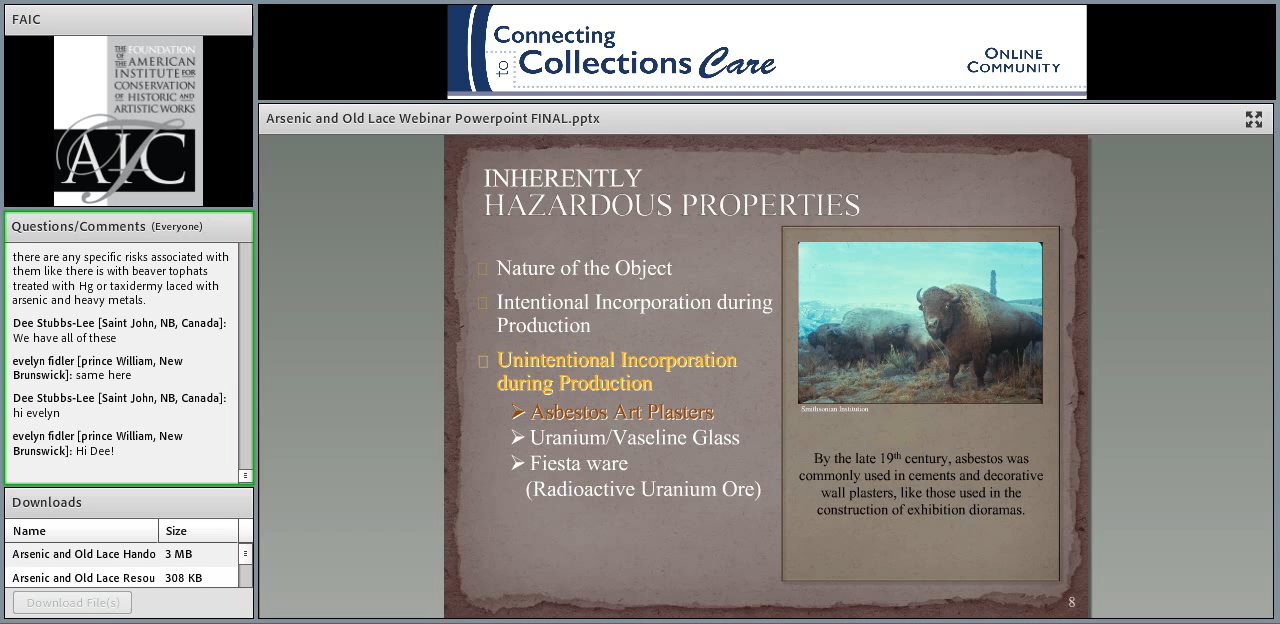 FAIC
THE FOUNDATION
OF THE AMERICAN
INSTITUTE FOR
CONSERVATION
OF HISTORIC AND
ARTISTIC WORKS
FAIC
Connecting
to Collections Care
ONLINE
COMMUNITY
Questions/Comments (Everyone)
there are any specific risks associated with
them like there is with beaver tophats
treated with Hg or taxidermy laced with
arsenic and heavy metals.
Dee Stubbs-Lee [Saint John, NB, Canada]:
We have all of these
evelyn fidler [prince William, New
Brunswick]: same here
Dee Stubbs-Lee [Saint John, NB, Canada]:
hi evelyn
evelyn fidler [prince William, New
Brunswick]: Hi Dee!
Downloads
Name Size
Arsenic and Old Lace Hando 3 MB
Arsenic and Old Lace Resou 308 KB
Download File(s)
Arsenic and Old Lace Webinar Powerpoint FINAL.pptx
INHERENTLY
HAZARDOUS PROPERTIES
Nature of the Object
Intentional Incorporation during
Production
Unintentional Incorporation
during Production
Asbestos Art Plasters
Uranium/Vaseline Glass
Fiesta ware
(Radioactive Uranium Ore)
Smithsonian Institution
By the late 19th century, asbestos was
commonly used in cements and decorative
wall plasters, like those used in the
construction of exhibition dioramas.
8